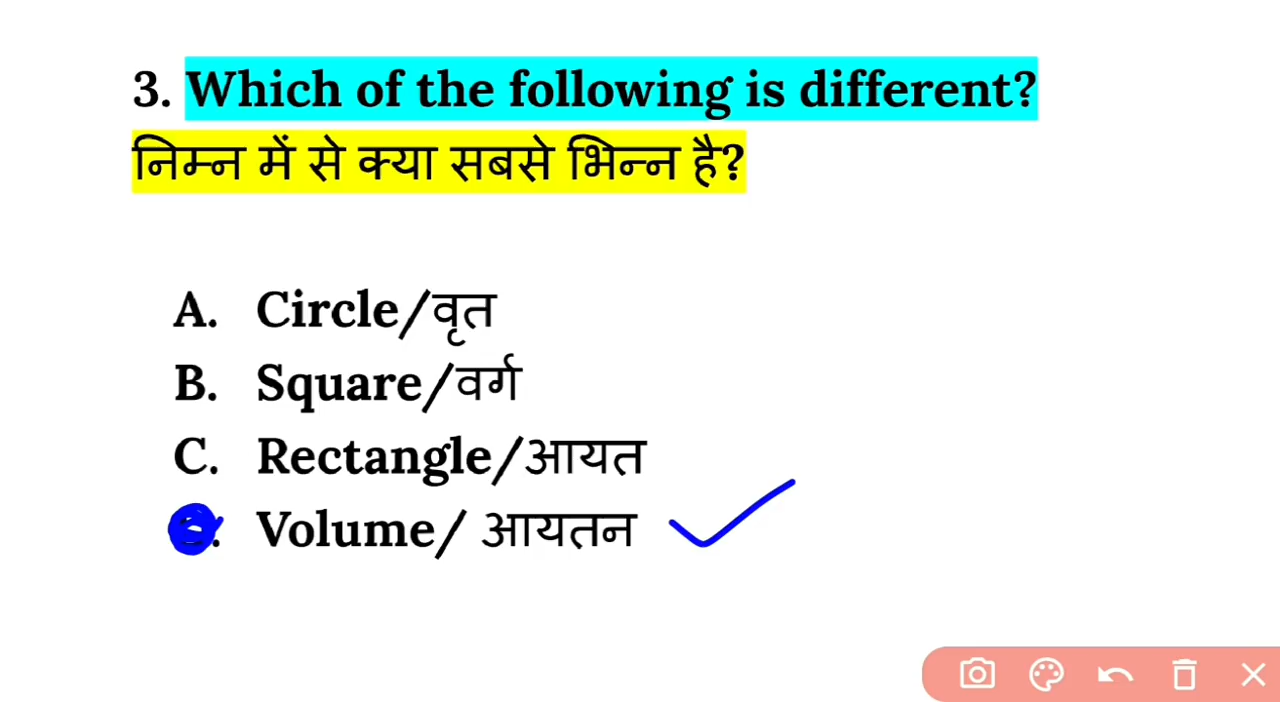 3. Which of the following is different?
निम्न में से क्या सबसे भिन्न है?
A. Circle/वृत
B. Square/वर्ग
C. Rectangle/आयत
Volume/ आयतन